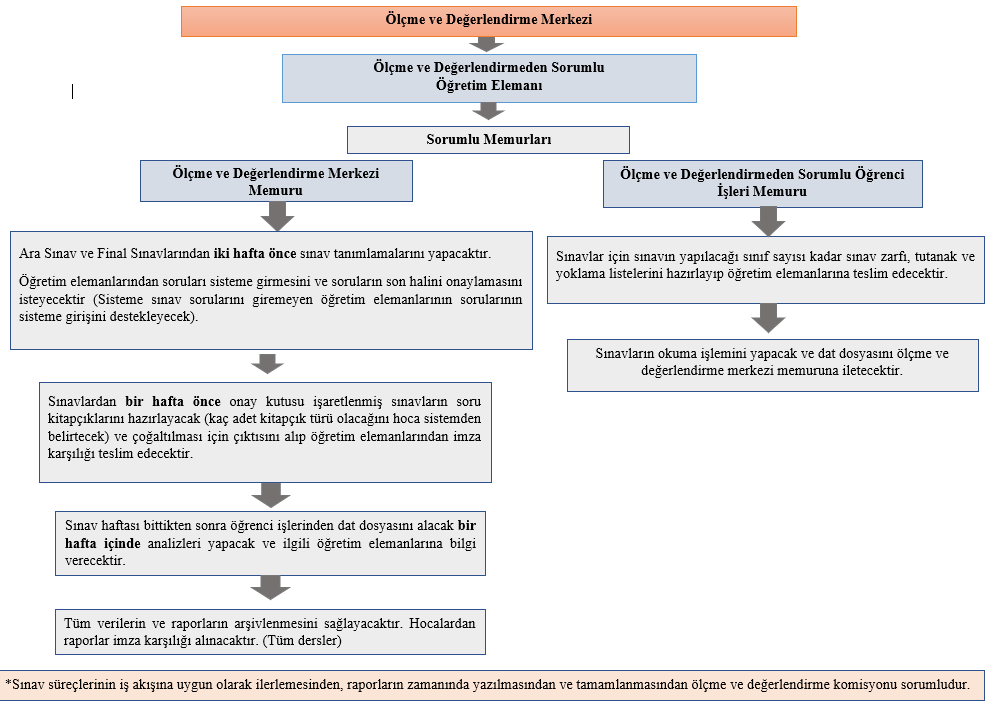 Ölçme ve Değerlendirme Merkezi
Ölçme ve Değerlendirmeden Sorumlu
Öğretim Elemanı
Sorumlu Memurları
Ölçme ve Değerlendirme Merkezi
Memuru
Ara Sınav ve Final Sınavlarından iki hafta önce sınav tanımlamalarını yapacaktır.
Öğretim elemanlarından soruları sisteme girmesini ve soruların son halini onaylamasını
isteyecektir (Sisteme sınav sorularını giremeyen öğretim elemanlarının sorularının
sisteme girişini destekleyecek).
Sınavlardan bir hafta önce onay kutusu işaretlenmiş sınavların soru
kitapçıklarını hazırlayacak (kaç adet kitapçık türü olacağını hoca sistemden
belirtecek) ve çoğaltılması için çıktısını alıp öğretim elemanlarından imza
karşılığı teslim edecektir.
Sınav haftası bittikten sonra öğrenci işlerinden dat dosyasını alacak bir
hafta içinde analizleri yapacak ve ilgili öğretim elemanlarına bilgi
verecektir.
Tüm verilerin ve raporların arşivlenmesini sağlayacaktır. Hocalardan
raporlar imza karşılığı alınacaktır. (Tüm dersler)
Ölçme ve Değerlendirmeden Sorumlu Öğrenci
İşleri Memuru
Sınavlar için sınavın yapılacağı sınıf sayısı kadar sınav zarfı, tutanak ve
yoklama listelerini hazırlayıp öğretim elemanlarına teslim edecektir.
Sınavların okuma işlemini yapacak ve dat dosyasını ölçme ve
değerlendirme merkezi memuruna iletecektir.
*Sınav süreçlerinin iş akışına uygun olarak ilerlemesinden, raporların zamanında yazılmasından ve tamamlanmasından ölçme ve değerlendirme komisyonu sorumludur.